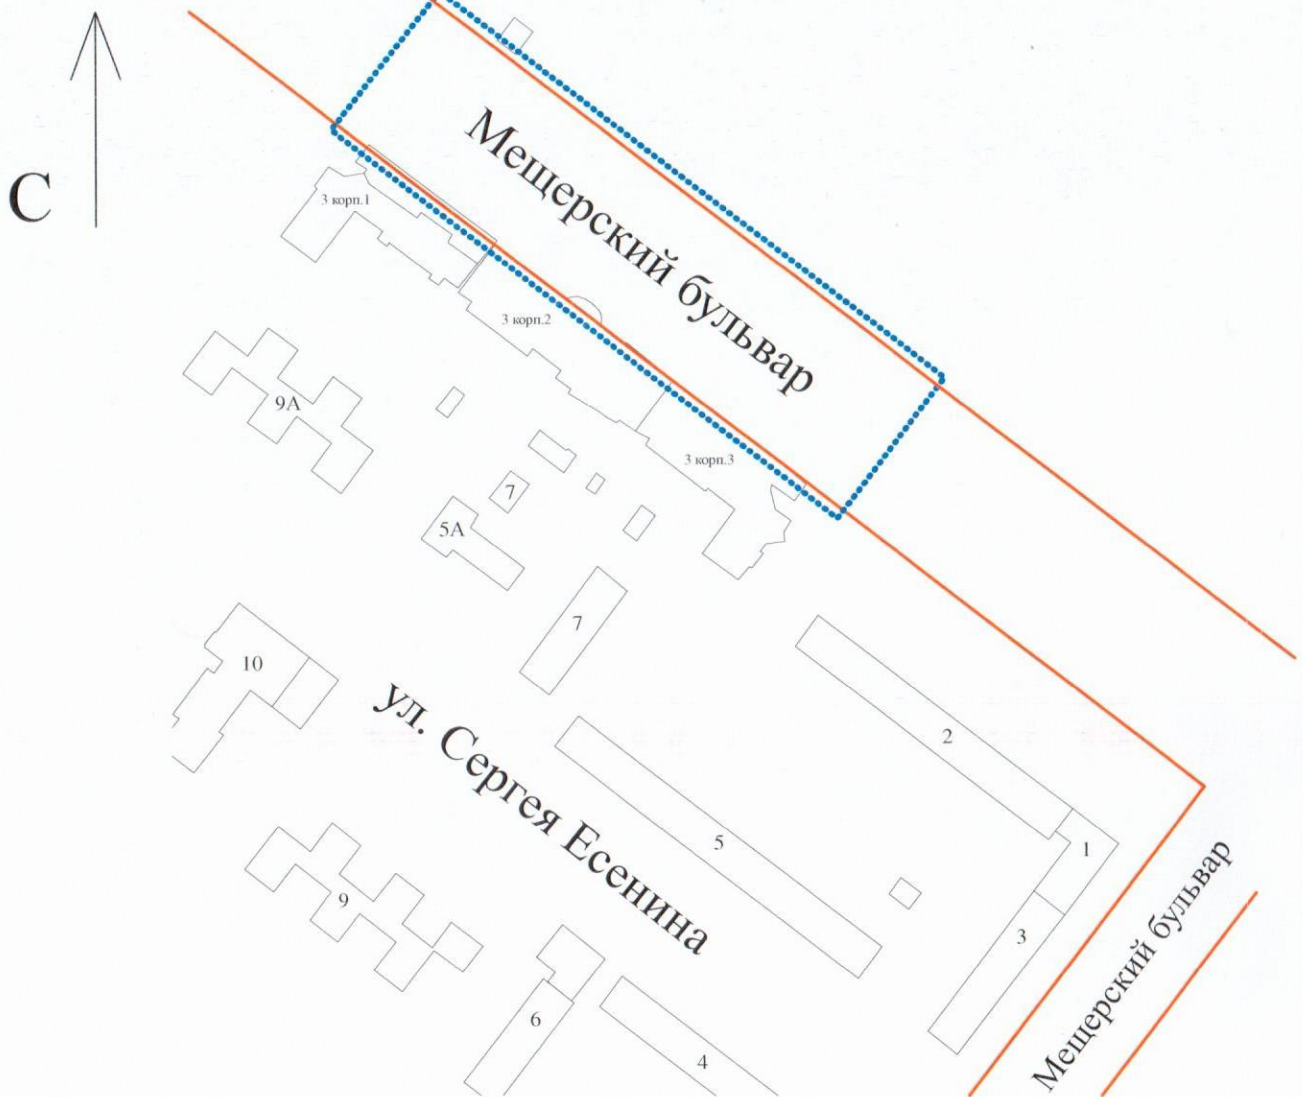 С
Мещерский бульвар
3 корп.1
3 корп.2
3 корп.3
9А
7
5А
7
10
ул. Сергея Есенина
2
5
1
3
9
6
4
Мещерский бульвар